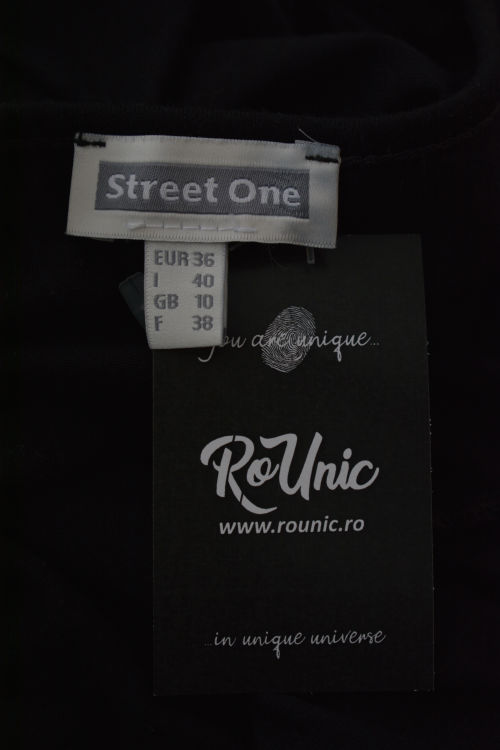 Street One
EUR 36
I 40
GB 10
F 38
you are unique...
RoUnic
www.rounic.ro
...in unique universe